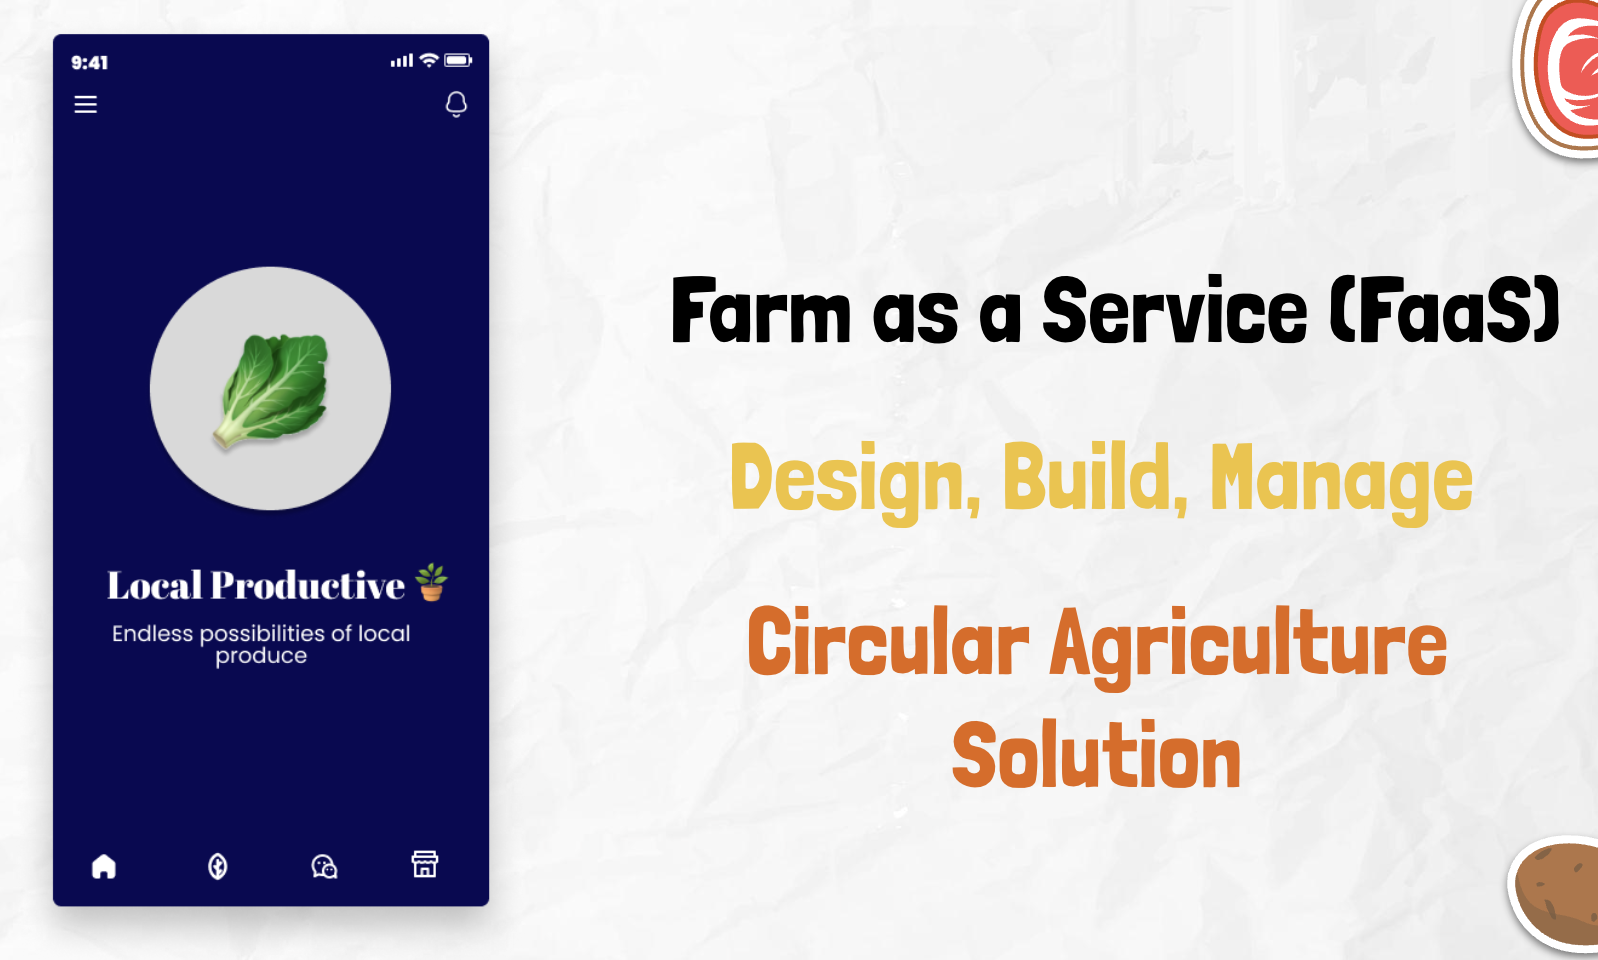 9:41
Local Productive
Endless possibilities of local
produce
Farm as a Service (FaaS)
Design, Build, Manage
Circular Agriculture
Solution